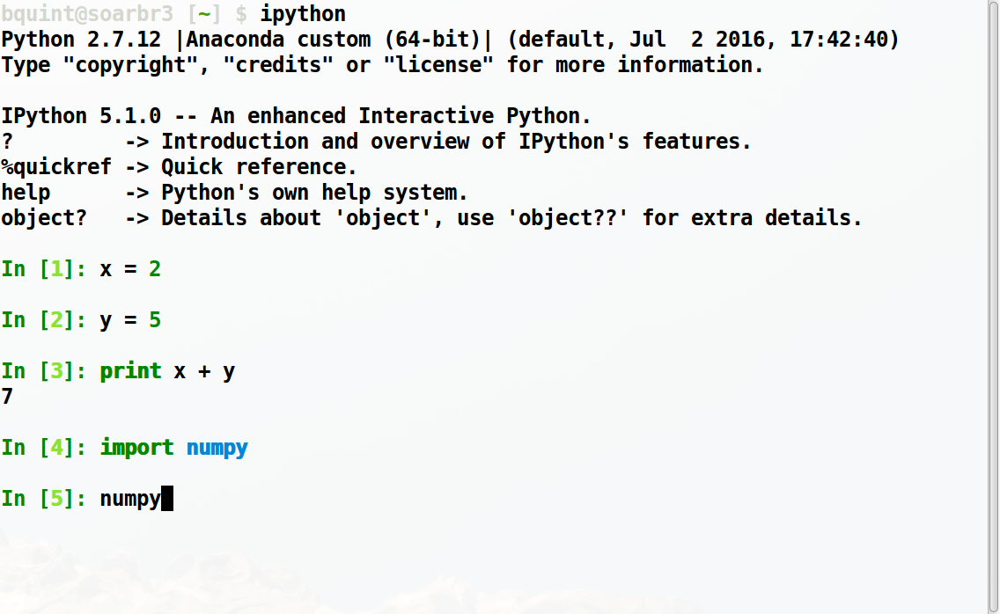 bquint@soarbr3 [~] $ ipython
Python 2.7.12 |Anaconda custom (64-bit)| (default, Jul  2 2016, 17:42:40)
Type "copyright", "credits" or "license" for more information.
IPython 5.1.0 -- An enhanced Interactive Python.
?         -> Introduction and overview of IPython's features.
%quickref -> Quick reference.
help      -> Python's own help system.
object?   -> Details about 'object', use 'object??' for extra details.
In [1]: x = 2
In [2]: y = 5
In [3]: print x + y
7
In [4]: import numpy
In [5]: numpy